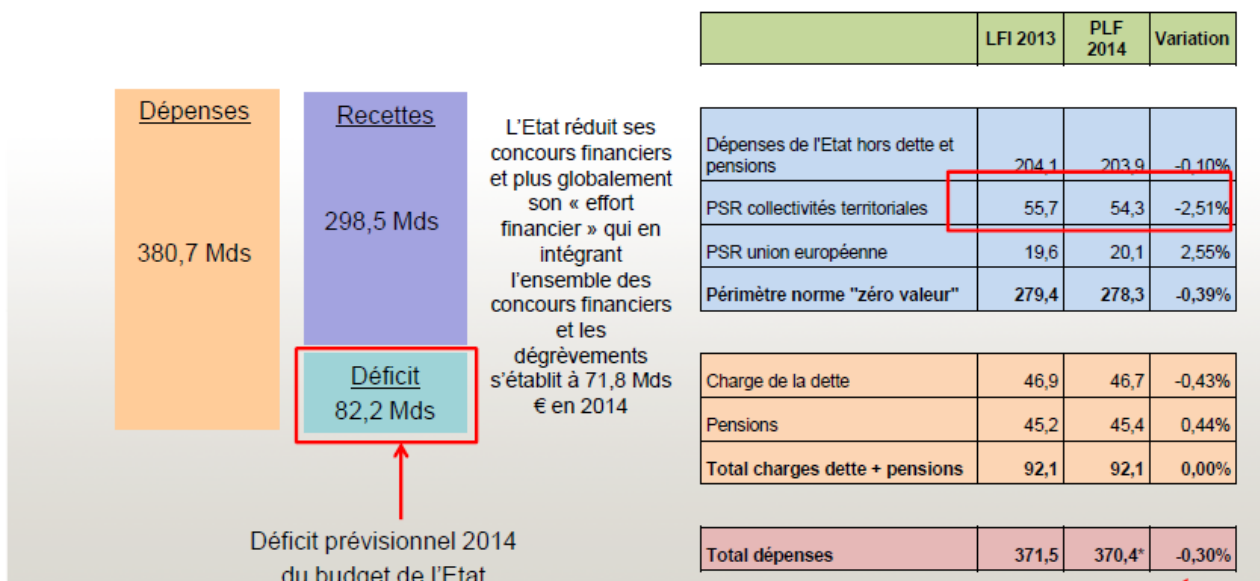 Dépenses
380,7 Mds
Recettes
298,5 Mds
Déficit
82,2 Mds
Déficit prévisionnel 2014
du budget de l'Etat
L'Etat réduit ses
concours financiers
et plus globalement
son « effort
financier » qui en
intégrant
l'ensemble des
concours financiers
et les
dégrèvements
s'établit à 71,8 Mds
€ en 2014
LFI 2013 PLF 2014 Variation
Dépenses de l'Etat hors dette et
pensions 204,1 203,9 -0,10%
PSR collectivités territoriales 55,7 54,3 -2,51%
PSR union européenne 19,6 20,1 2,55%
Périmètre norme "zéro valeur" 279,4 278,3 -0,39%
Charge de la dette 46,9 46,7 -0,43%
Pensions 45,2 45,4 0,44%
Total charges dette + pensions 92,1 92,1 0,00%
Total dépenses 371,5 370,4* -0,30%